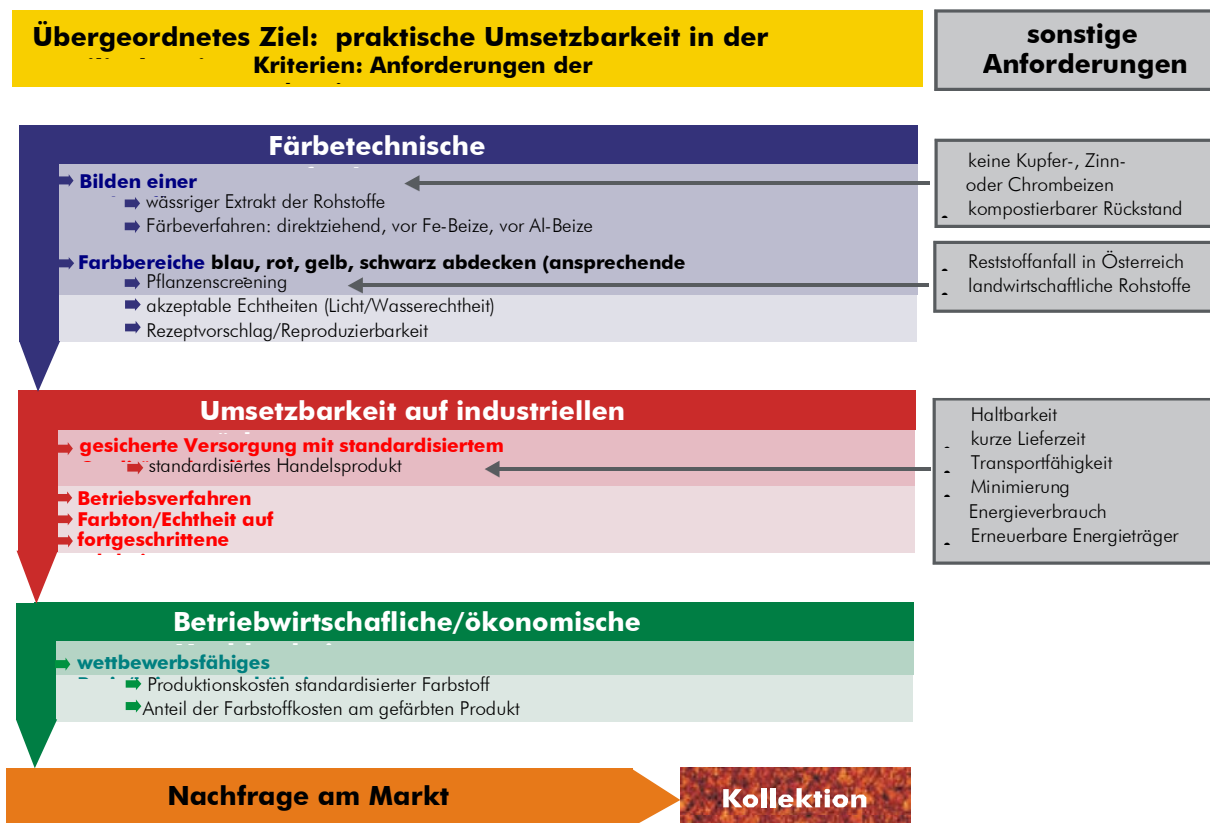 Übergeordnetes Ziel: praktische Umsetzbarkeit in der
Kriterien: Anforderungen der
sonstige
Anforderungen
Färbetechnische
Bilden einer
wässriger Extrakt der Rohstoffe
Färbeverfahren: direktziehend, vor Fe-Beize, vor Al-Beize
Farbbereiche blau, rot, gelb, schwarz abdecken (ansprechende
Pflanzenscreening
akzeptable Echtheiten (Licht/Wasserechtheit)
Rezeptvorschlag/Reproduzierbarkeit
keine Kupfer-, Zinn-
oder Chrombeizen
kompostierbarer Rückstand
Reststoffanfall in Österreich
landwirtschaftliche Rohstoffe
Umsetzbarkeit auf industriellen
gesicherte Versorgung mit standardisiertem
standardisiertes Handelsprodukt
Betriebsverfahren
Farbton/Echtheit auf
fortgeschrittene
Haltbarkeit
kurze Lieferzeit
Transportfähigkeit
Minimierung
Energieverbrauch
Erneuerbare Energieträger
Betriebwirtschafliche/ökonomische
wettbewerbsfähiges
Produktionskosten standardisierter Farbstoff
Anteil der Farbstoffkosten am gefärbten Produkt
Nachfrage am Markt
Kollektion